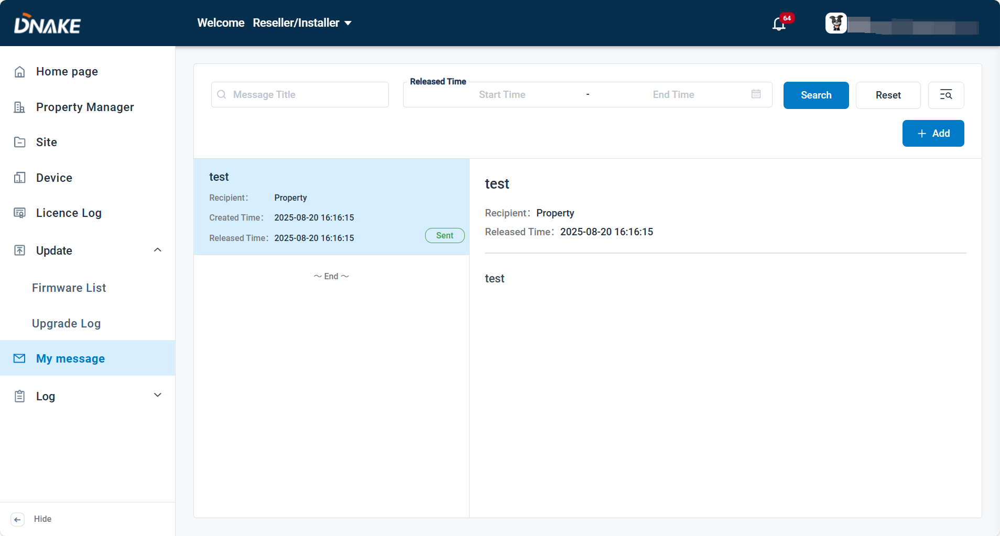 DNAKE
Welcome Reseller/Installer
64
Home page
Property Manager
Site
Device
Licence Log
Update
Firmware List
Upgrade Log
My message
Log
Hide
Message Title
Released Time
Start Time - End Time
Search
Reset
Add
test
Recipient: Property
Created Time: 2025-08-20 16:16:15
Released Time: 2025-08-20 16:16:15
Sent
～ End ～
test
Recipient: Property
Released Time: 2025-08-20 16:16:15
test